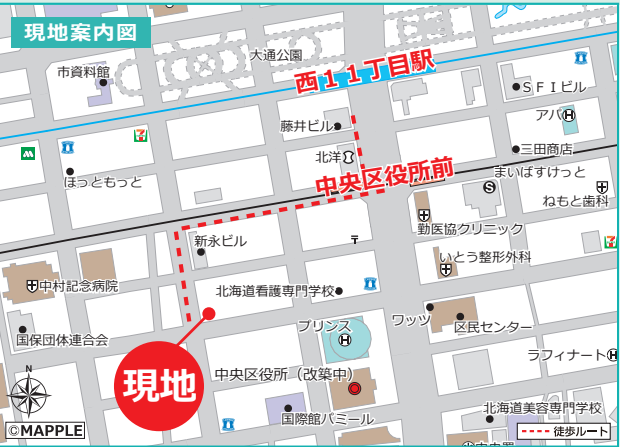 現地案内図
大通公園
市資料館
西11丁目駅
SFIビル
アパ
H
藤井ビル
7
北洋
三田商店
M
ほっともっと
中央区役所前
まいばすけっと
S
ねもと歯科
勤医協クリニック
新永ビル
〒
いとう整形外科
7
中村記念病院
北海道看護専門学校
プリンス
H
ワッツ
区民センター
国保団体連合会
ラフィナート
H
現地
中央区役所（改築中）
N
北海道美容専門学校
国際館パミール
©MAPPLE
徒歩ルート